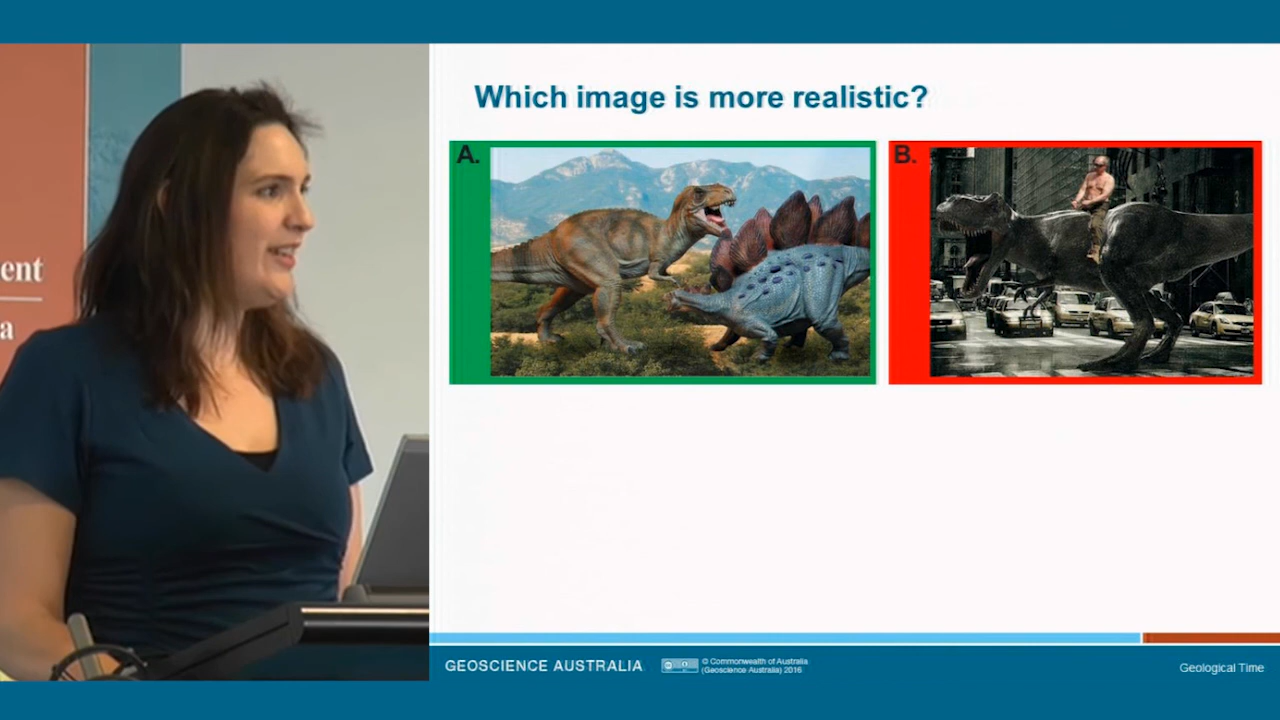 ent
a
Which image is more realistic?
A.
B.
GEOSCIENCE AUSTRALIA
© Commonwealth of Australia
(Geoscience Australia) 2016
Geological Time